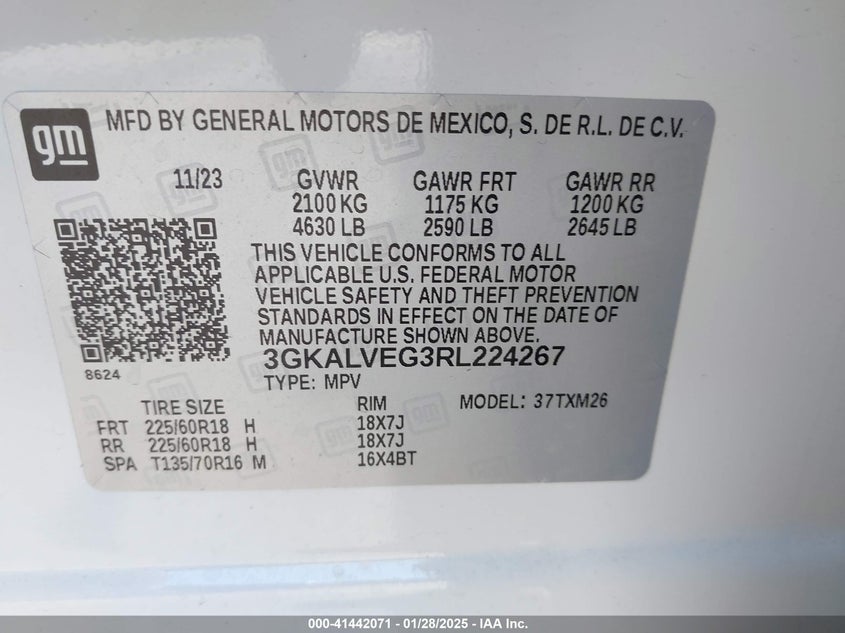 gm
MFD BY GENERAL MOTORS DE MEXICO, S. DE R.L. DE C.V.
11/23 GVWR GAWR FRT GAWR RR
2100 KG 1175 KG 1200 KG
4630 LB 2590 LB 2645 LB
THIS VEHICLE CONFORMS TO ALL
APPLICABLE U.S. FEDERAL MOTOR
VEHICLE SAFETY AND THEFT PREVENTION
STANDARDS IN EFFECT ON THE DATE OF
MANUFACTURE SHOWN ABOVE.
3GKALVEG3RL224267
8624
TYPE: MPV
TIRE SIZE RIM MODEL: 37TXM26
FRT 225/60R18 H 18X7J
RR 225/60R18 H 18X7J
SPA T135/70R16 M 16X4BT
000-41442071 - 01/28/2025 - IAA Inc.